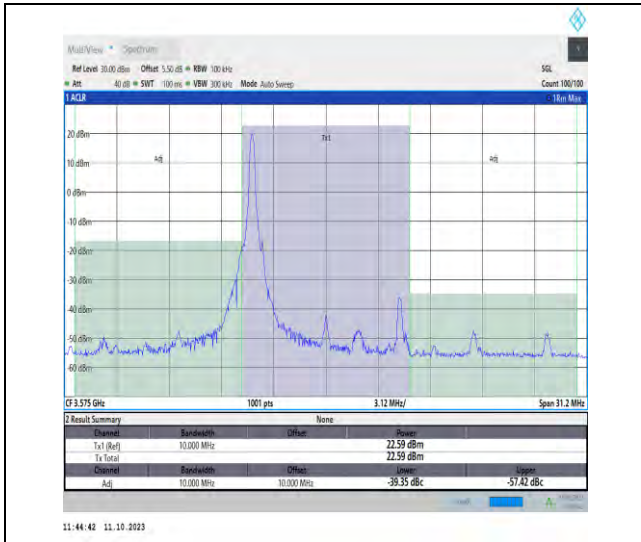 MultiView Spectrum
Ref Level 30.00 dBm Offset 5.50 dB RBW 100 kHz SGL
Att 40 dB SWT 100 ms VBW 300 kHz Mode Auto Sweep Count 100/100
1 ACLR 1Rm Max
Tx1
20 dBm
Adj Adj
10 dBm
0 dBm
-10 dBm
-20 dBm
-30 dBm
-40 dBm
-50 dBm
-60 dBm
CF 3.575 GHz 1001 pts 3.12 MHz/ Span 31.2 MHz
2 Result Summary None
Channel Bandwidth Offset Power
Tx1 (Ref) 10.000 MHz 22.59 dBm
Tx Total 22.59 dBm
Channel Bandwidth Offset Lower Upper
Adj 10.000 MHz 10.000 MHz -39.35 dBc -57.42 dBc
11:44:42 11.10.2023